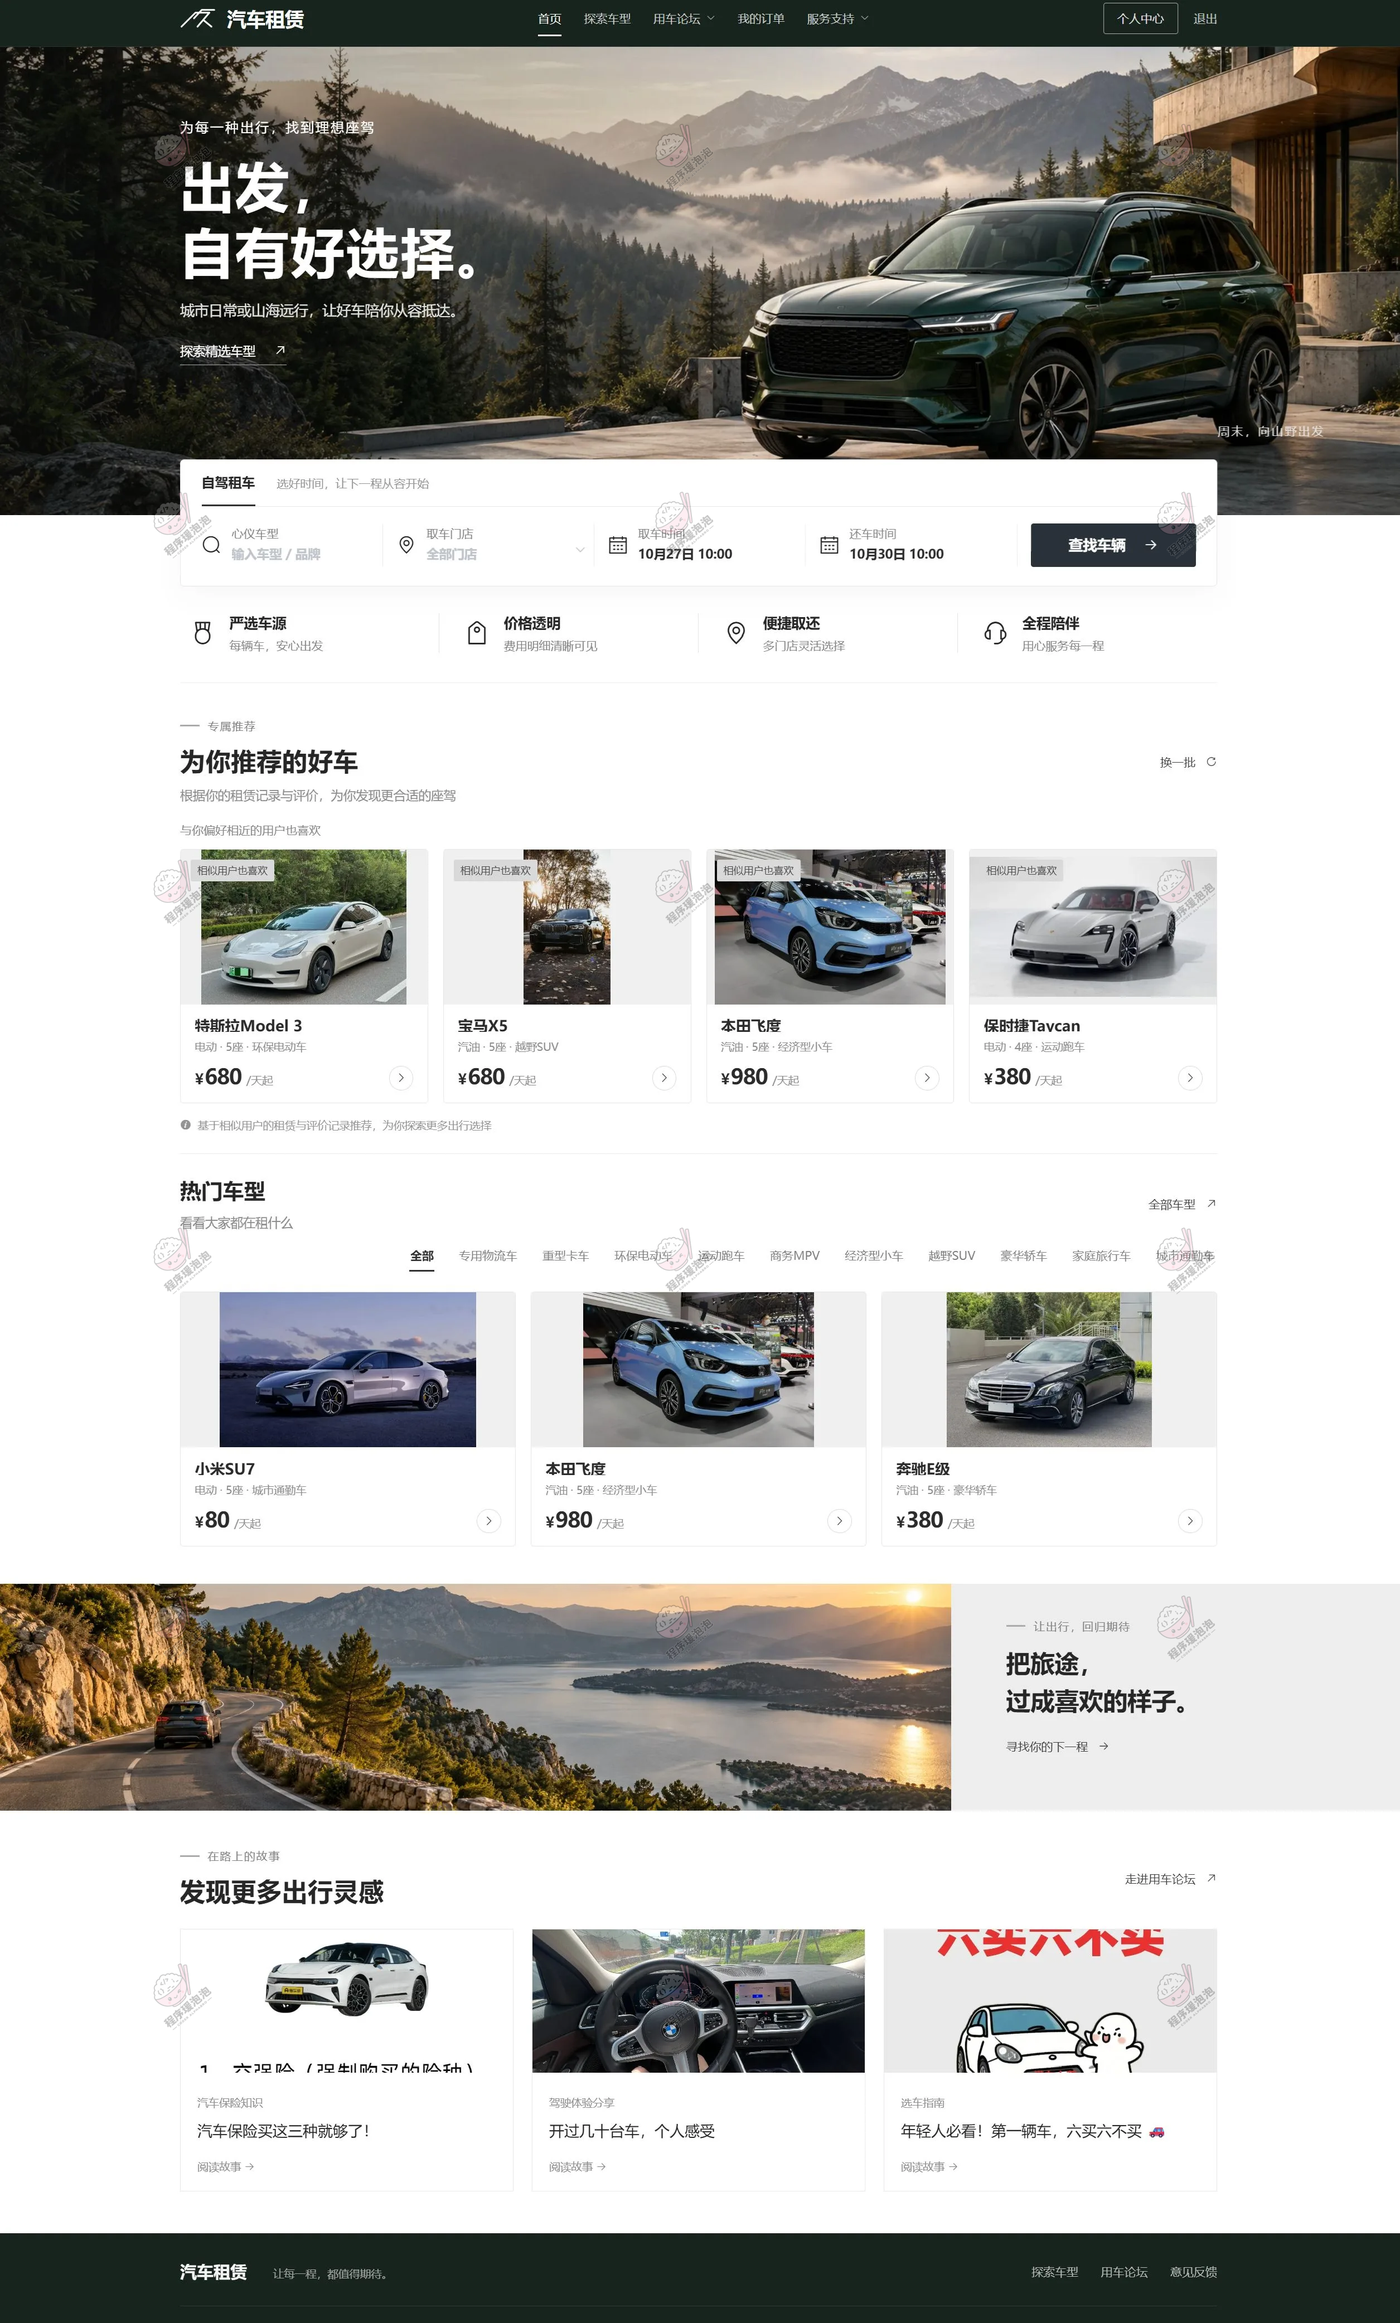 汽车租赁
首页 探索车型 用车论坛 我的订单 服务支持
个人中心 退出
为每一种出行，找到理想座驾
出发，
自有好选择。
城市日常或山海远行，让好车陪你从容抵达。
探索精选车型
周末，向山野出发
自驾租车 选好时间，让下一程从容开始
心仪车型 取车门店 取车时间 还车时间
输入车型 / 品牌 全部门店 10月27日 10:00 10月30日 10:00
查找车辆
严选车源 价格透明 便捷取还 全程陪伴
每辆车，安心出发 费用明细清晰可见 多门店灵活选择 用心服务每一程
专属推荐
为你推荐的好车
换一批
根据你的租赁记录与评价，为你发现更合适的座驾
与你偏好相近的用户也喜欢
相似用户也喜欢 相似用户也喜欢 相似用户也喜欢 相似用户也喜欢
特斯拉Model 3 宝马X5 本田飞度 保时捷Taycan
电动 · 5座 · 环保电动车 汽油 · 5座 · 越野SUV 汽油 · 5座 · 经济型小车 电动 · 4座 · 运动跑车
¥680 /天起 ¥680 /天起 ¥980 /天起 ¥380 /天起
基于相似用户的租赁与评价记录推荐，为你探索更多出行选择
热门车型
全部车型
看看大家都在租什么
全部 专用物流车 重型卡车 环保电动车 运动跑车 商务MPV 经济型小车 越野SUV 豪华轿车 家庭旅行车 城市通勤车
小米SU7 本田飞度 奔驰E级
电动 · 5座 · 城市通勤车 汽油 · 5座 · 经济型小车 汽油 · 5座 · 豪华轿车
¥80 /天起 ¥980 /天起 ¥380 /天起
让出行，回归期待
把旅途，
过成喜欢的样子。
寻找你的下一程
在路上的故事
发现更多出行灵感
走进用车论坛
六买六不买
1、交强险（强制购买的险种）
汽车保险知识 驾驶体验分享 选车指南
汽车保险买这三种就够了！ 开过几十台车，个人感受 年轻人必看！第一辆车，六买六不买 🚗
阅读故事 阅读故事 阅读故事
汽车租赁 让每一程，都值得期待。
探索车型 用车论坛 意见反馈
程序媛泡泡